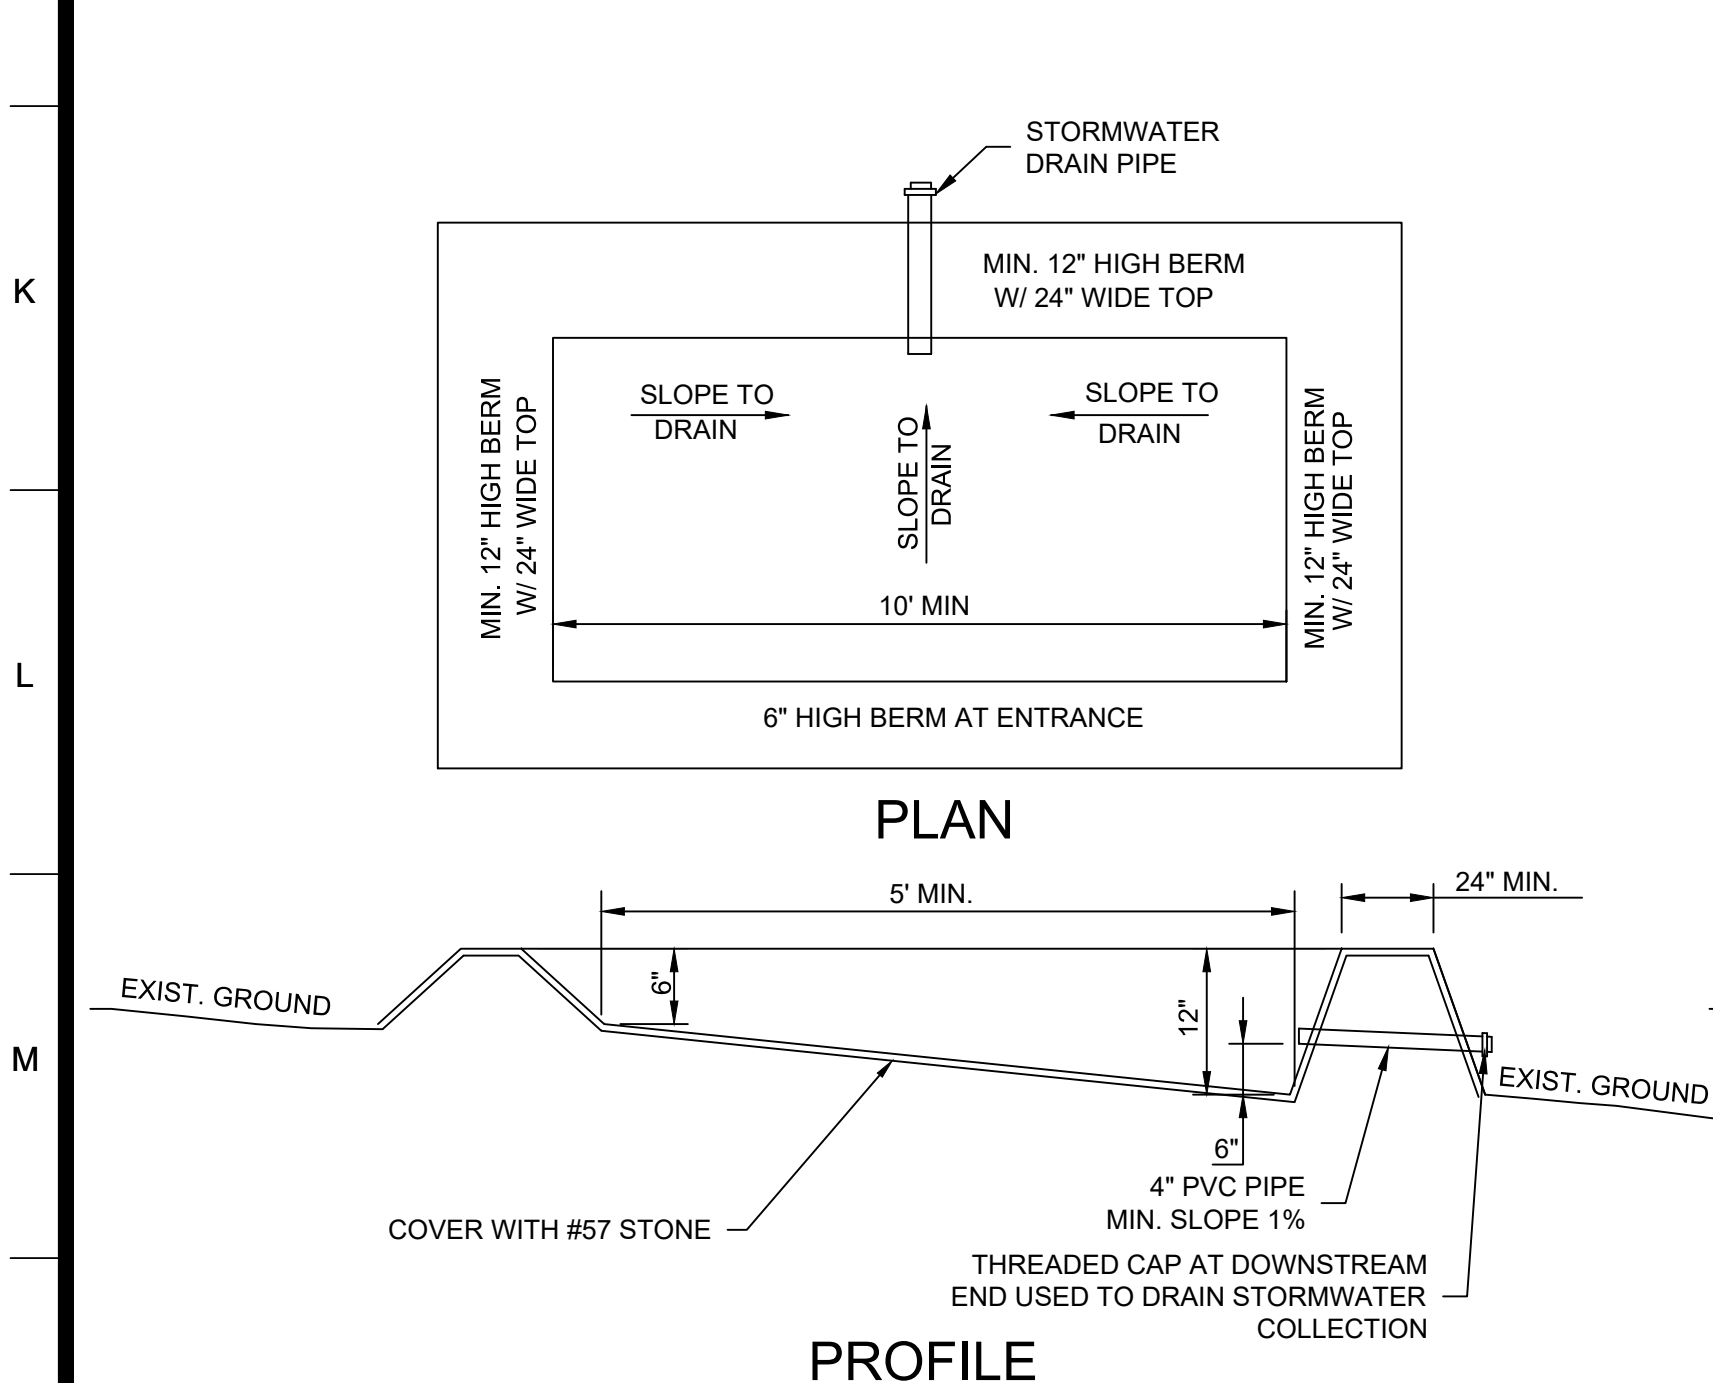 STORMWATER
DRAIN PIPE
K
MIN. 12" HIGH BERM
W/ 24" WIDE TOP
MIN. 12" HIGH BERM
W/ 24" WIDE TOP
SLOPE TO
DRAIN
SLOPE TO
DRAIN
SLOPE TO
DRAIN
MIN. 12" HIGH BERM
W/ 24" WIDE TOP
10' MIN
L
6" HIGH BERM AT ENTRANCE
PLAN
5' MIN.
24" MIN.
EXIST. GROUND
6"
12"
M
EXIST. GROUND
6"
4" PVC PIPE
MIN. SLOPE 1%
COVER WITH #57 STONE
THREADED CAP AT DOWNSTREAM
END USED TO DRAIN STORMWATER
COLLECTION
PROFILE